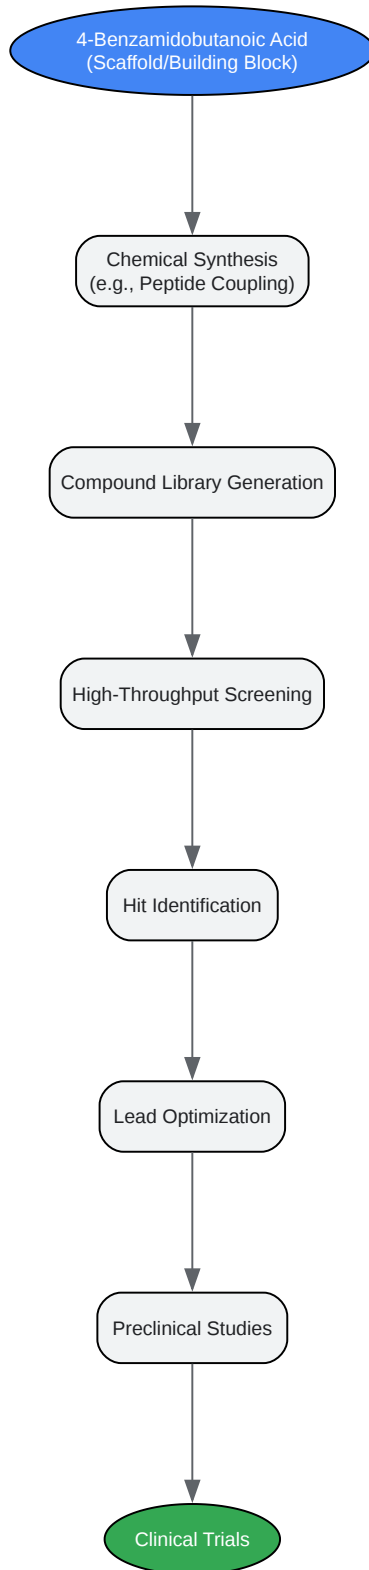 4-Benzamidobutanoic Acid
(Scaffold/Building Block)
Chemical Synthesis
(e.g., Peptide Coupling)
Compound Library Generation
High-Throughput Screening
Hit Identification
Lead Optimization
Preclinical Studies
Clinical Trials